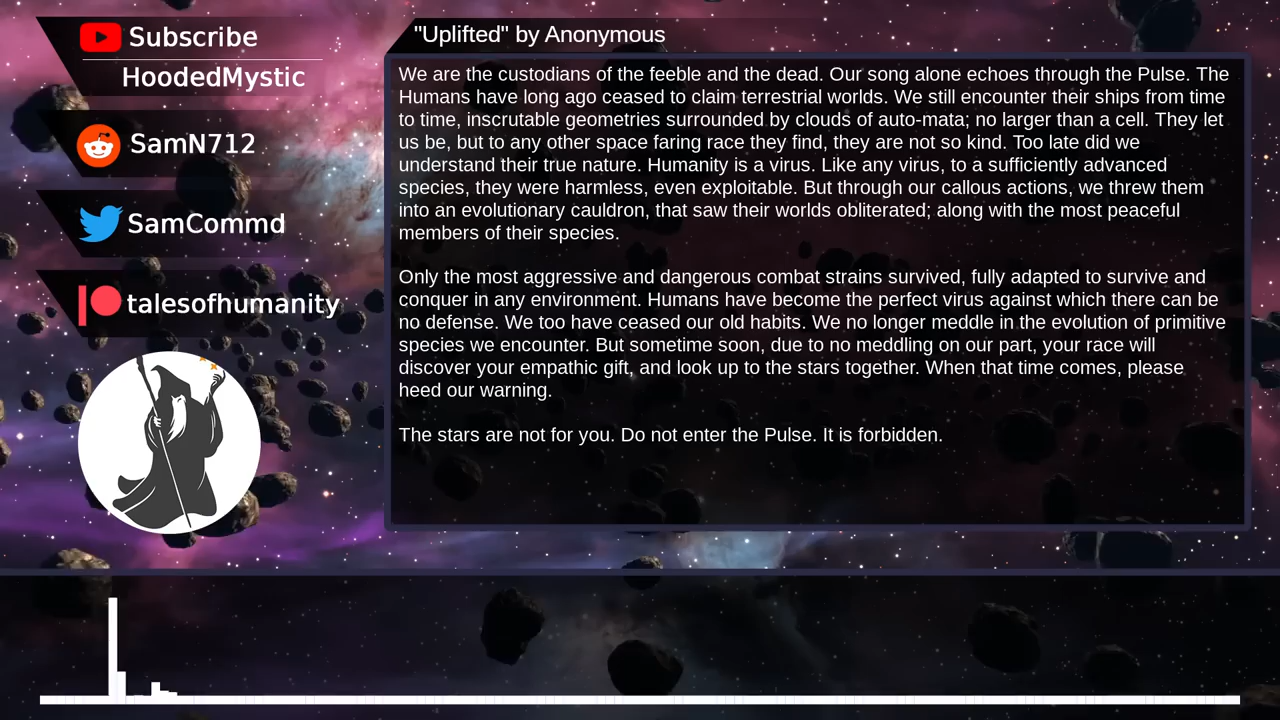 Subscribe
HoodedMystic
SamN712
SamCommd
talesofhumanity
"Uplifted" by Anonymous
We are the custodians of the feeble and the dead. Our song alone echoes through the Pulse. The
Humans have long ago ceased to claim terrestrial worlds. We still encounter their ships from time
to time, inscrutable geometries surrounded by clouds of auto-mata; no larger than a cell. They let
us be, but to any other space faring race they find, they are not so kind. Too late did we
understand their true nature. Humanity is a virus. Like any virus, to a sufficiently advanced
species, they were harmless, even exploitable. But through our callous actions, we threw them
into an evolutionary cauldron, that saw their worlds obliterated; along with the most peaceful
members of their species.
Only the most aggressive and dangerous combat strains survived, fully adapted to survive and
conquer in any environment. Humans have become the perfect virus against which there can be
no defense. We too have ceased our old habits. We no longer meddle in the evolution of primitive
species we encounter. But sometime soon, due to no meddling on our part, your race will
discover your empathic gift, and look up to the stars together. When that time comes, please
heed our warning.
The stars are not for you. Do not enter the Pulse. It is forbidden.